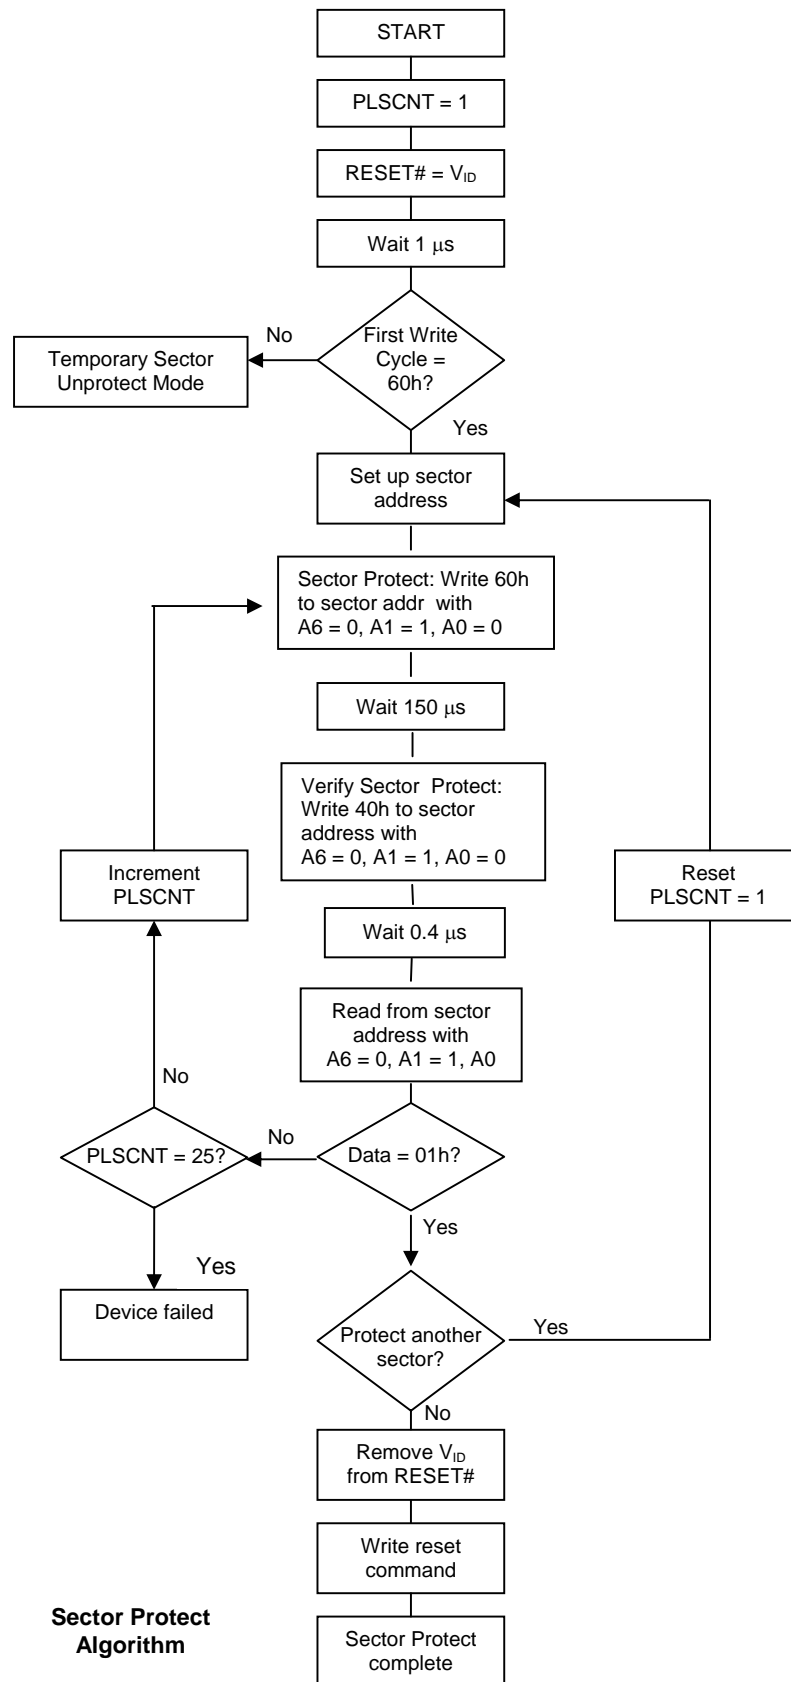 START
PLSCNT = 1
RESET# = VID
Wait 1 μs
First Write
Cycle =
60h?
No
Temporary Sector
Unprotect Mode
Yes
Set up sector
address
Sector Protect: Write 60h
to sector addr with
A6 = 0, A1 = 1, A0 = 0
Wait 150 μs
Verify Sector Protect:
Write 40h to sector
address with
A6 = 0, A1 = 1, A0 = 0
Increment
PLSCNT
Reset
PLSCNT = 1
Wait 0.4 μs
Read from sector
address with
A6 = 0, A1 = 1, A0
No
PLSCNT = 25?
No
Data = 01h?
Yes
Yes
Device failed
Protect another
sector?
Yes
No
Remove VID
from RESET#
Write reset
command
Sector Protect
Algorithm
Sector Protect
complete